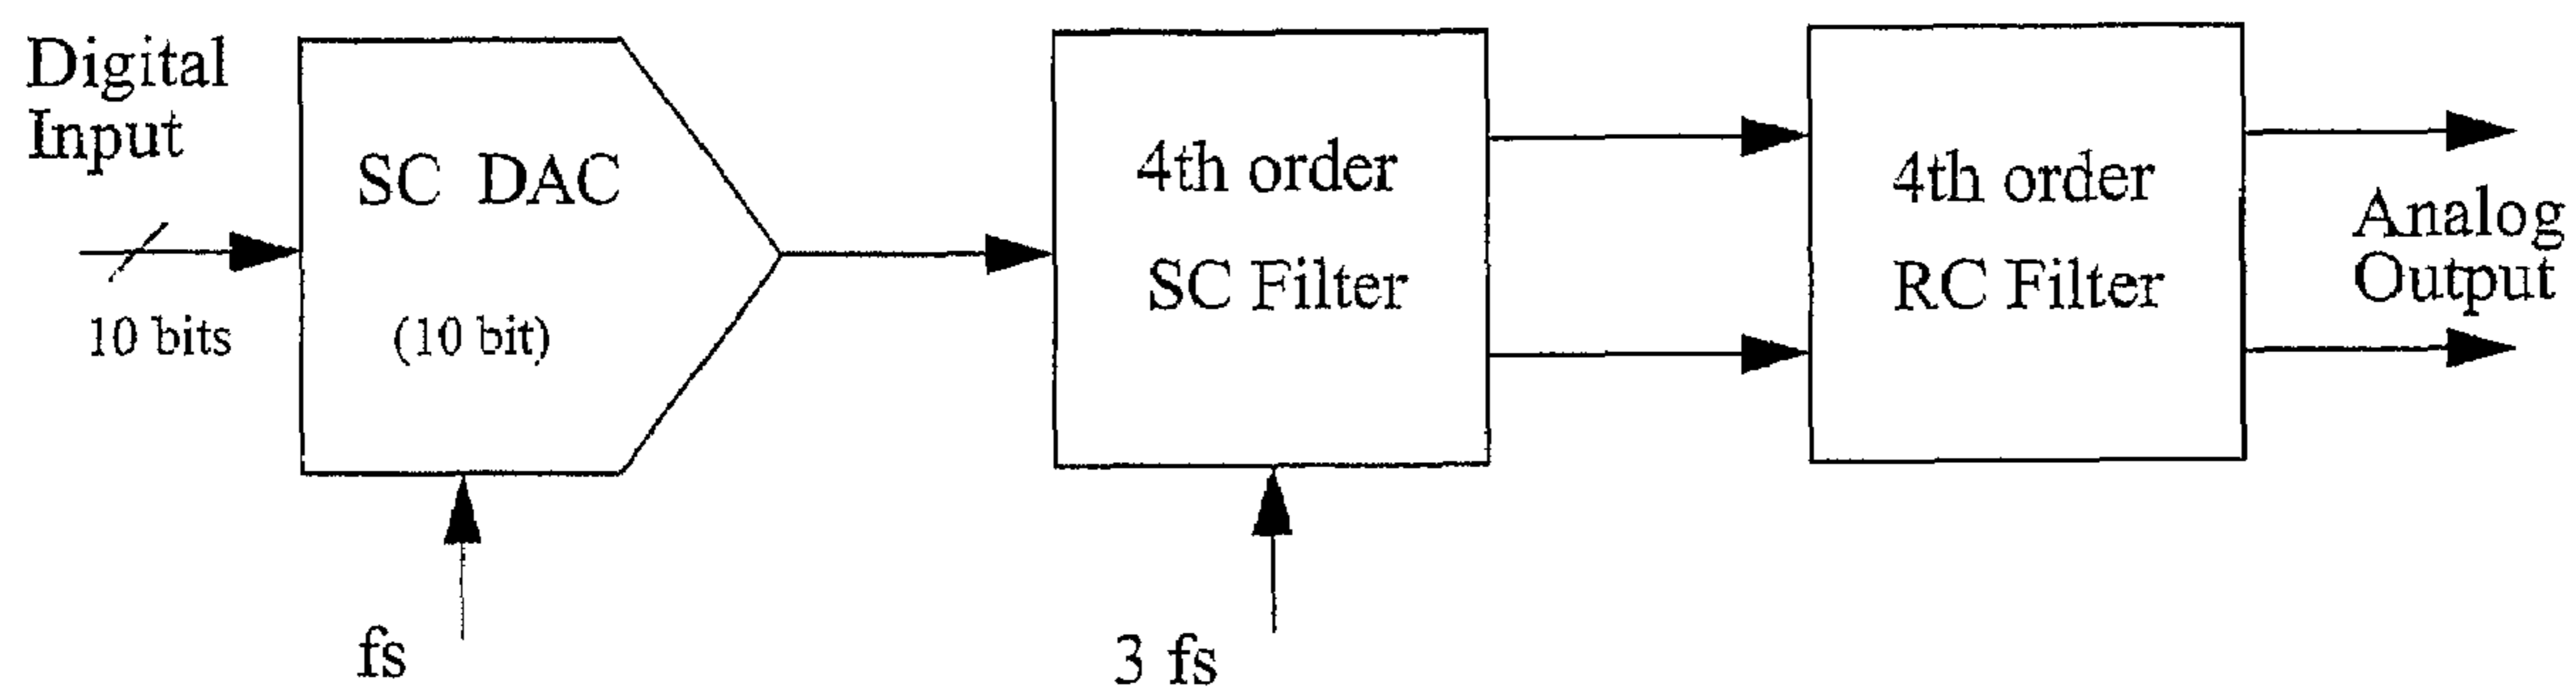 Digital
Input
10 bits
SC DAC
(10 bit)
fs
4th order
SC Filter
3 fs
4th order
RC Filter
Analog
Output